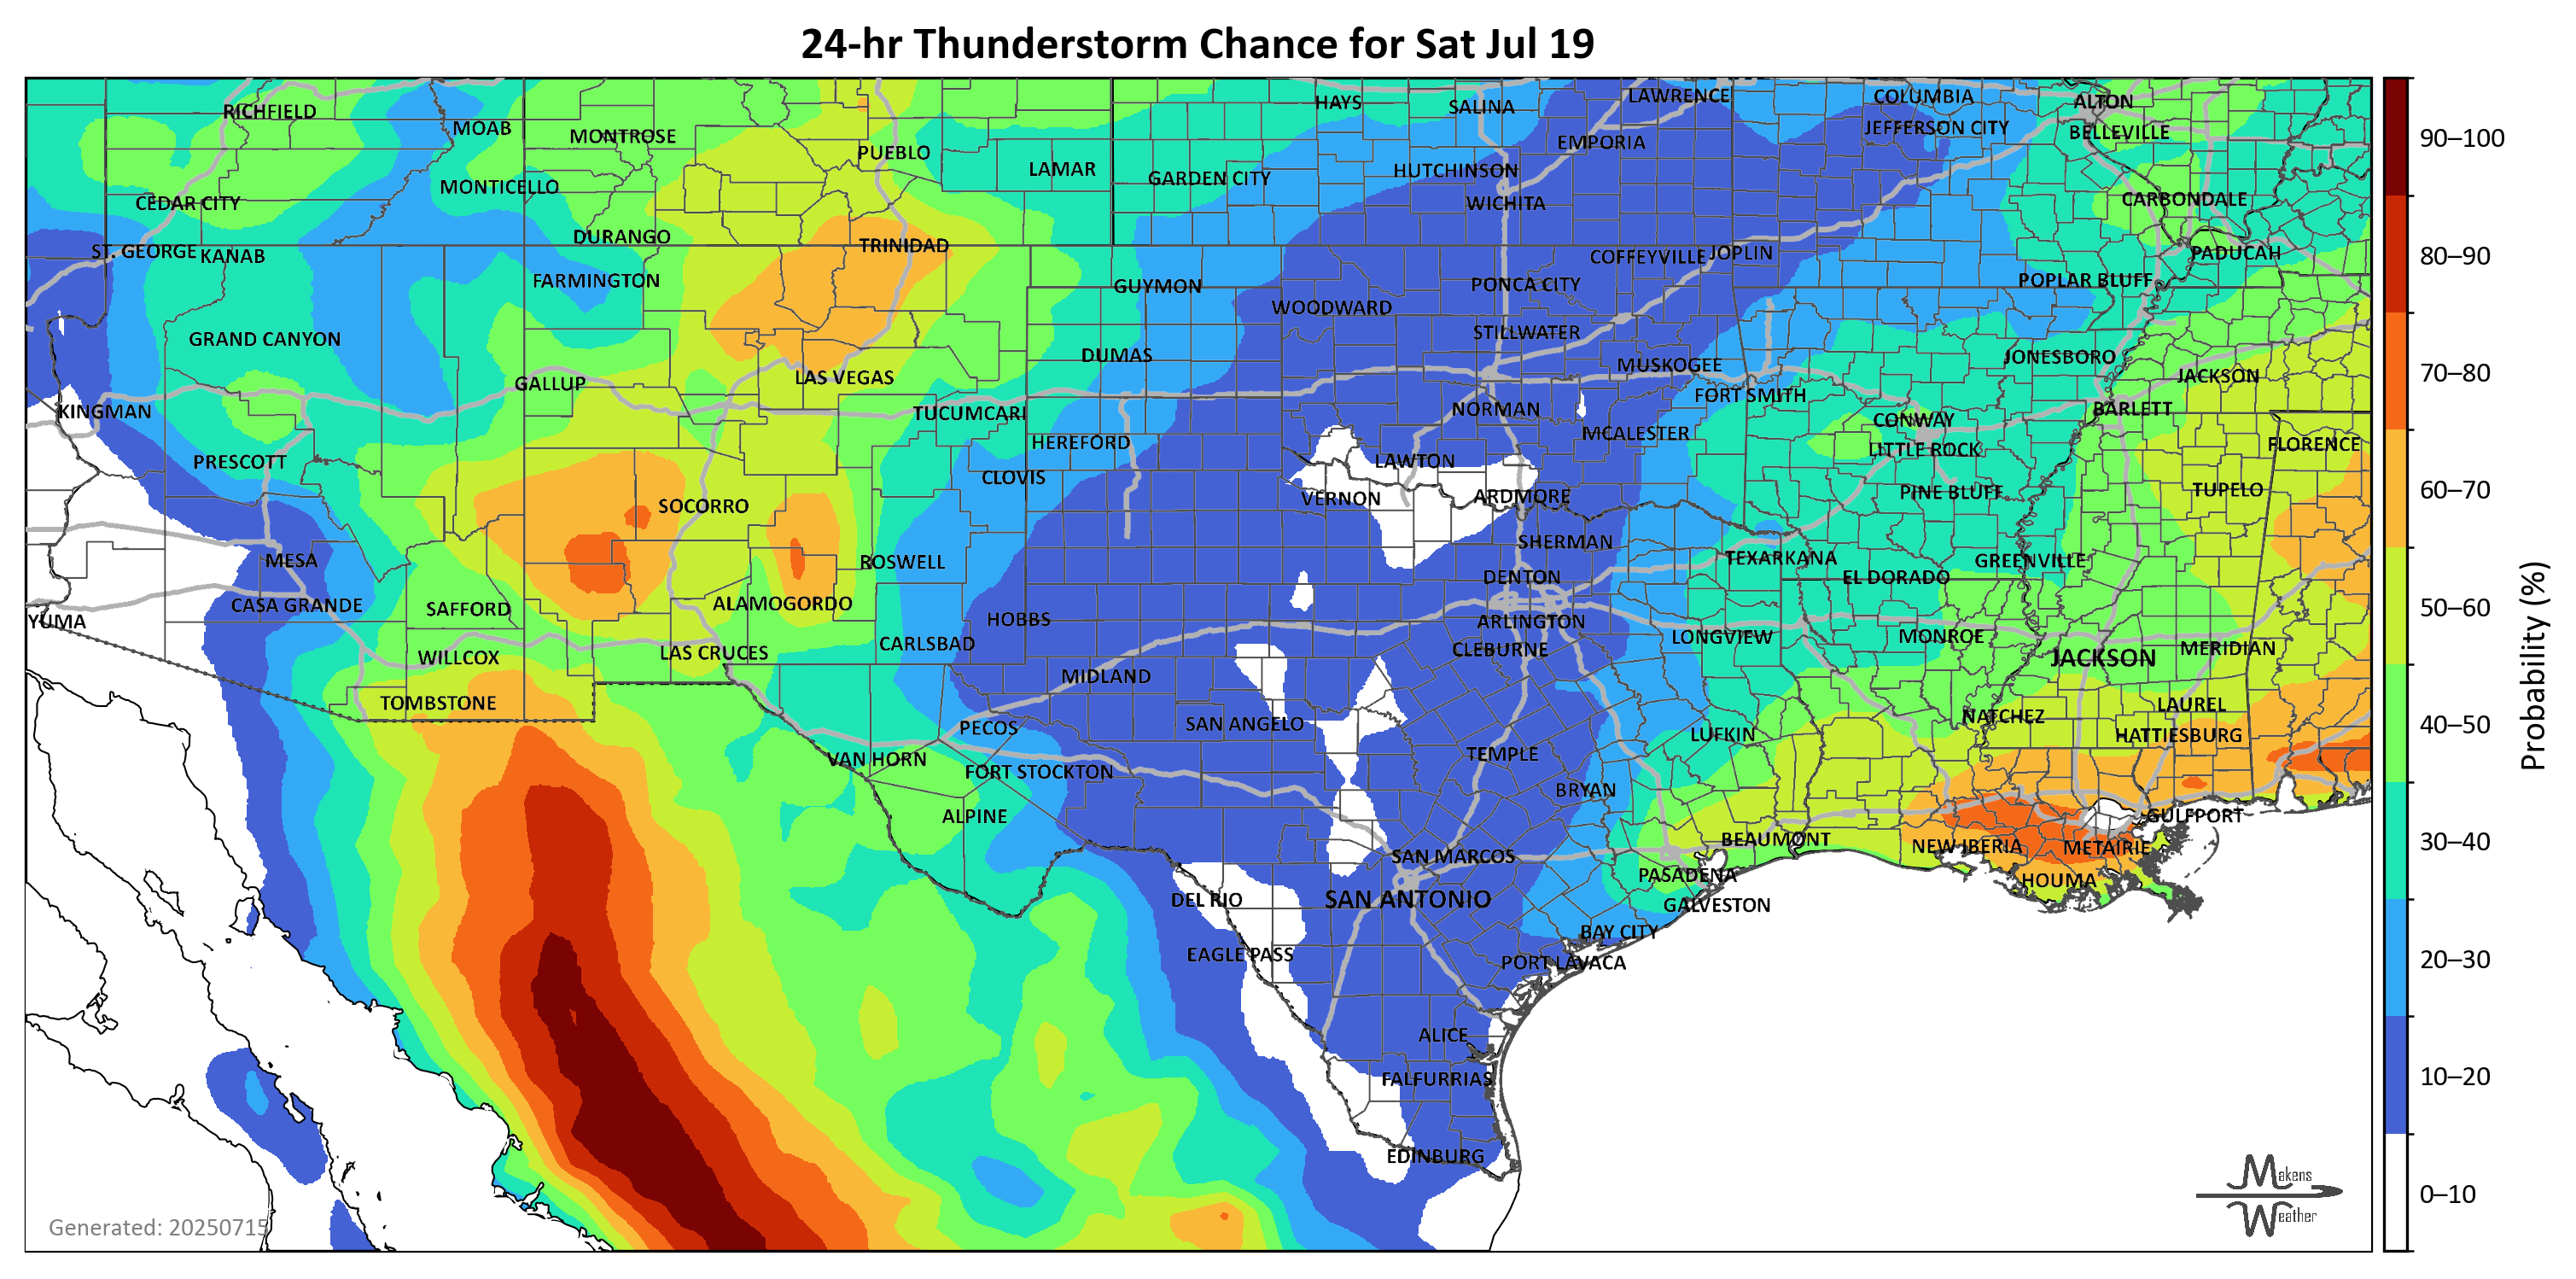 24-hr Thunderstorm Chance for Sat Jul 19
RICHFIELD
MOAB
MONTROSE
PUEBLO
LAMAR
HAYS
SALINA
LAWRENCE
COLUMBIA
ALTON
EMPORIA
JEFFERSON CITY
BELLEVILLE
CEDAR CITY
MONTICELLO
GARDEN CITY
HUTCHINSON
WICHITA
CARBONDALE
ST. GEORGE
KANAB
DURANGO
TRINIDAD
COFFEYVILLE
JOPLIN
PADUCAH
FARMINGTON
GUYMON
WOODWARD
PONCA CITY
POPLAR BLUFF
GRAND CANYON
DUMAS
STILLWATER
JONESBORO
GALLUP
LAS VEGAS
MUSKOGEE
JACKSON
KINGMAN
TUCUMCARI
NORMAN
FORT SMITH
CONWAY
BARLETT
PRESCOTT
HEREFORD
CLOVIS
LAWTON
MCALESTER
LITTLE ROCK
FLORENCE
SOCORRO
VERNON
ARDMORE
PINE BLUFF
TUPELO
MESA
ROSWELL
SHERMAN
TEXARKANA
GREENVILLE
DENTON
EL DORADO
YUMA
CASA GRANDE
SAFFORD
ALAMOGORDO
HOBBS
ARLINGTON
WILLCOX
LAS CRUCES
CARLSBAD
CLEBURNE
LONGVIEW
MONROE
JACKSON
MERIDIAN
TOMBSTONE
MIDLAND
PECOS
SAN ANGELO
LUFKIN
NATCHEZ
LAUREL
HATTIESBURG
VAN HORN
FORT STOCKTON
TEMPLE
BRYAN
ALPINE
GULFPORT
SAN MARCOS
BEAUMONT
NEW IBERIA
METAIRIE
DEL RIO
SAN ANTONIO
PASADENA
GALVESTON
HOUMA
EAGLE PASS
BAY CITY
PORT LAVACA
ALICE
FALFURRIAS
EDINBURG
90–100
80–90
70–80
60–70
50–60
40–50
30–40
20–30
10–20
0–10
Probability (%)
Generated: 20250715
Makens
Weather